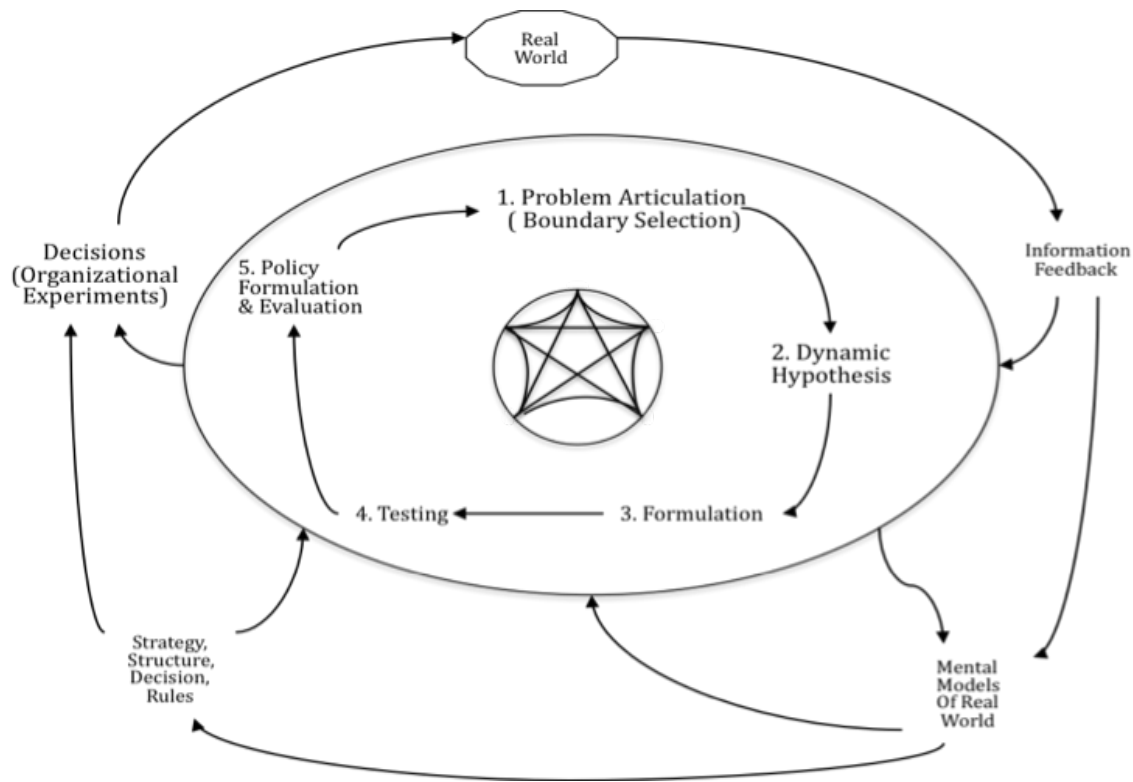 Real
World
1. Problem Articulation
( Boundary Selection)
Decisions
(Organizational
Experiments)
5. Policy
Formulation
& Evaluation
Information
Feedback
2. Dynamic
Hypothesis
4. Testing
3. Formulation
Strategy,
Structure,
Decision,
Rules
Mental
Models
Of Real
World